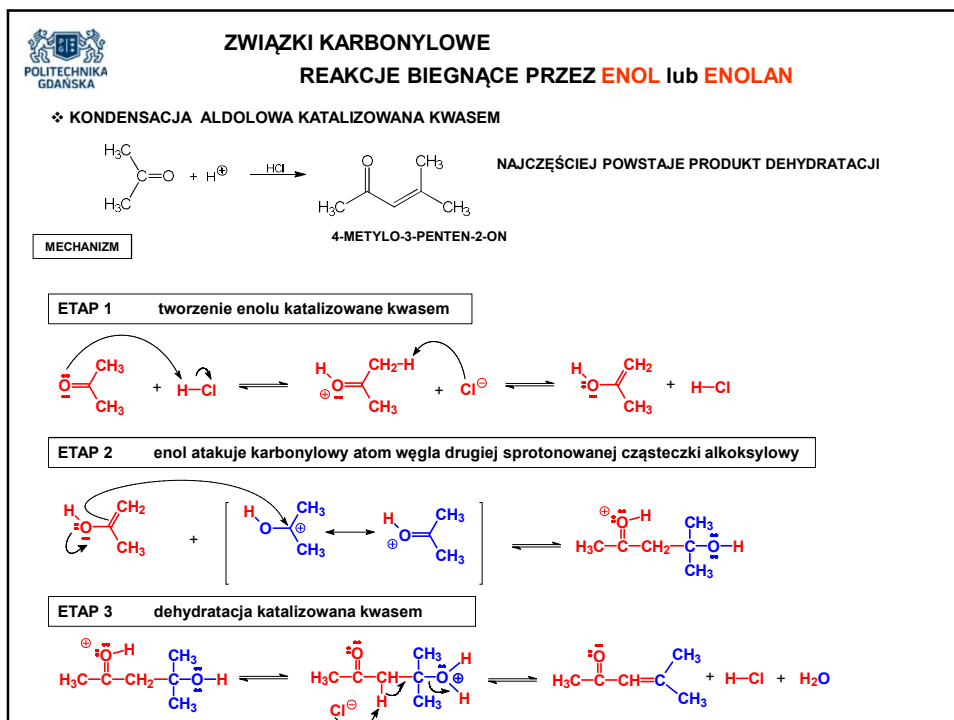 POLITECHNIKA
GDAŃSKA
ZWIĄZKI KARBONYLOWE
REAKCJE BIEGNĄCE PRZEZ ENOL lub ENOLAN
❖ KONDENSACJA ALDOLOWA KATALIZOWANA KWASEM
H₃C
C=O + H⊕ HCl
H₃C
O CH₃
H₃C CH₃
NAJCZĘŚCIEJ POWSTAJE PRODUKT DEHYDRATACJI
4-METYLO-3-PENTEN-2-ON
MECHANIZM
ETAP 1 tworzenie enolu katalizowane kwasem
O CH₃ CH₃ + H–Cl
H O ⊕ CH₂-H CH₃ + Cl⊖
H O CH₂ CH₃ + H–Cl
ETAP 2 enol atakuje karbonylowy atom węgla drugiej sprotonowanej cząsteczki alkoksylowy
H O CH₂ CH₃ +
H O C ⊕ CH₃ CH₃
H O ⊕ C CH₃ CH₃
⊕ O–H CH₃
H₃C–C–CH₂–C–O–H
CH₃
ETAP 3 dehydratacja katalizowana kwasem
⊕ O–H CH₃
H₃C–C–CH₂–C–O–H
CH₃
O CH₃ H
H₃C–C–CH–C–O ⊕
H CH₃ H
Cl⊖
O CH₃
H₃C–C–CH=C + H–Cl + H₂O
CH₃